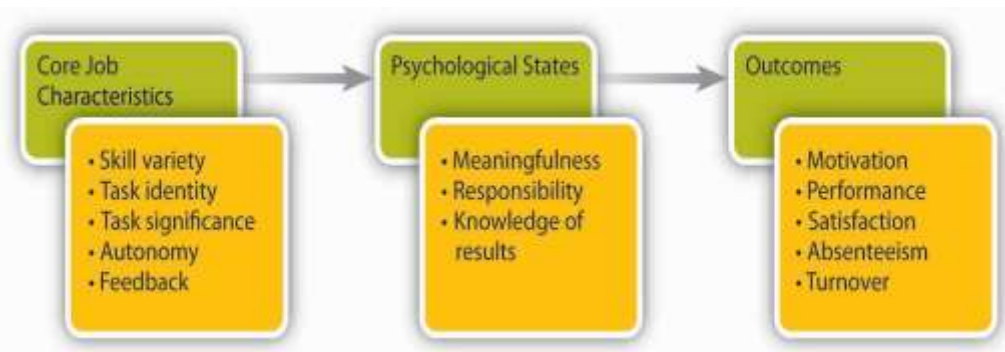 Core Job
Characteristics
• Skill variety
• Task identity
• Task significance
• Autonomy
• Feedback
Psychological States
• Meaningfulness
• Responsibility
• Knowledge of
results
Outcomes
• Motivation
• Performance
• Satisfaction
• Absenteeism
• Turnover